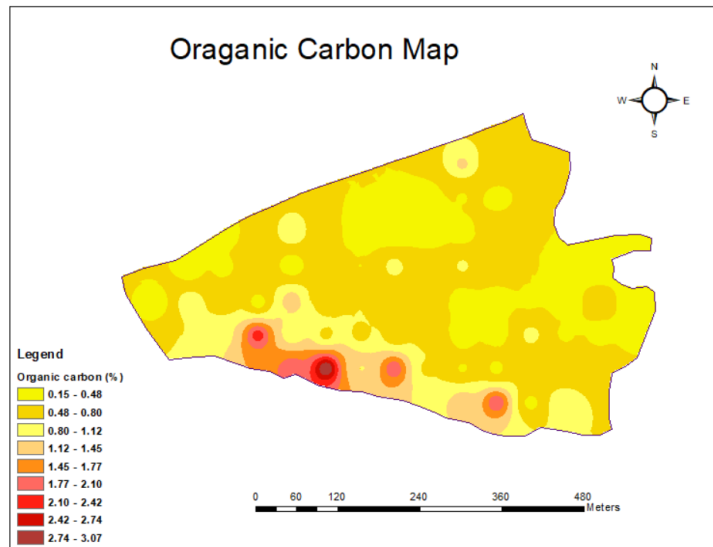 Oraganic Carbon Map
N
W E
S
Legend
Organic carbon (%)
0.15 - 0.48
0.48 - 0.80
0.80 - 1.12
1.12 - 1.45
1.45 - 1.77
1.77 - 2.10
2.10 - 2.42
2.42 - 2.74
2.74 - 3.07
0 60 120 240 360 480
Meters